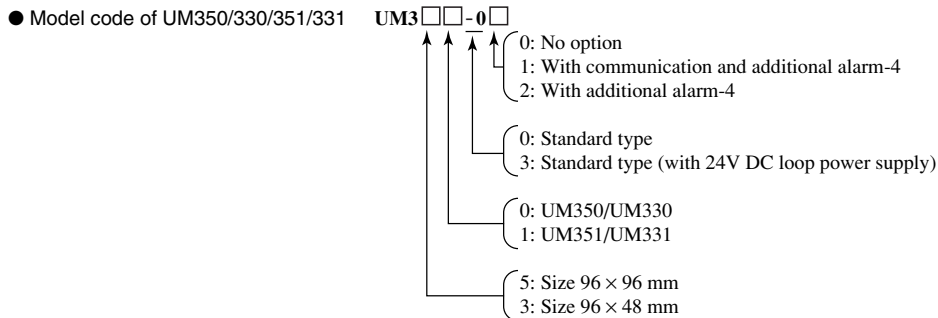 ● Model code of UM350/330/351/331 UM3□□-0□
0: No option
1: With communication and additional alarm-4
2: With additional alarm-4
0: Standard type
3: Standard type (with 24V DC loop power supply)
0: UM350/UM330
1: UM351/UM331
5: Size 96 × 96 mm
3: Size 96 × 48 mm